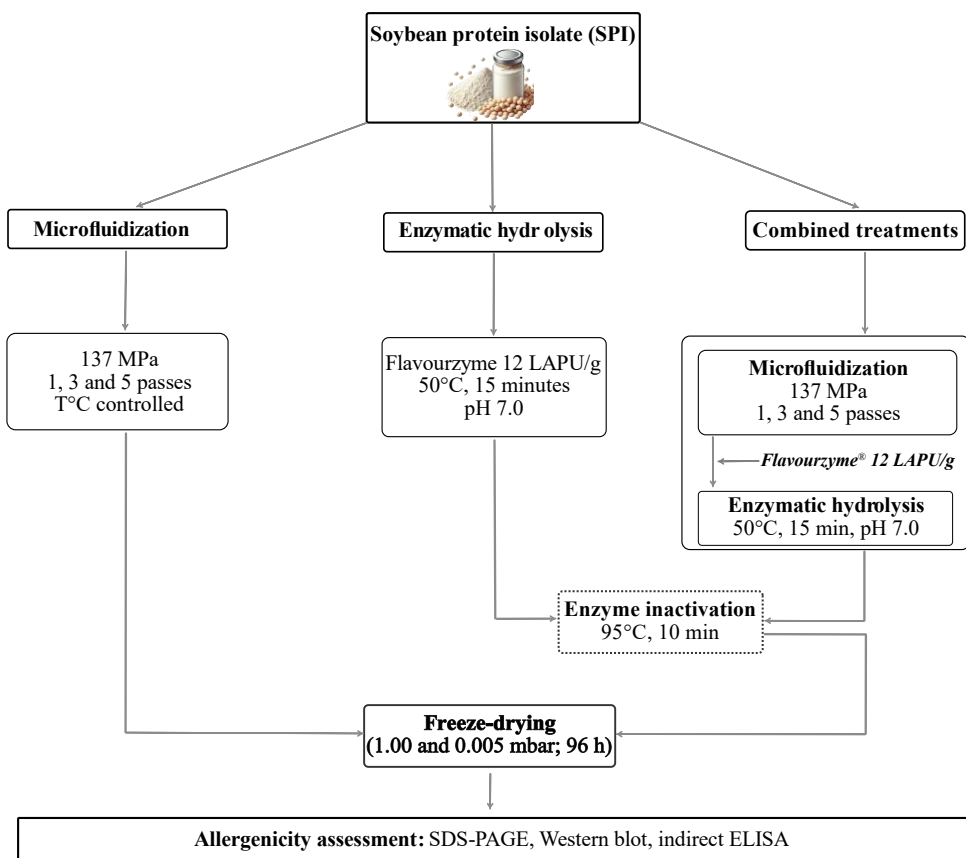 Soybean protein isolate (SPI)
Microfluidization
Enzymatic hydr olysis
Combined treatments
137 MPa
1, 3 and 5 passes
T°C controlled
Flavourzyme 12 LAPU/g
50°C, 15 minutes
pH 7.0
Microfluidization
137 MPa
1, 3 and 5 passes
Flavourzyme® 12 LAPU/g
Enzymatic hydrolysis
50°C, 15 min, pH 7.0
Enzyme inactivation
95°C, 10 min
Freeze-drying
(1.00 and 0.005 mbar; 96 h)
Allergenicity assessment: SDS-PAGE, Western blot, indirect ELISA